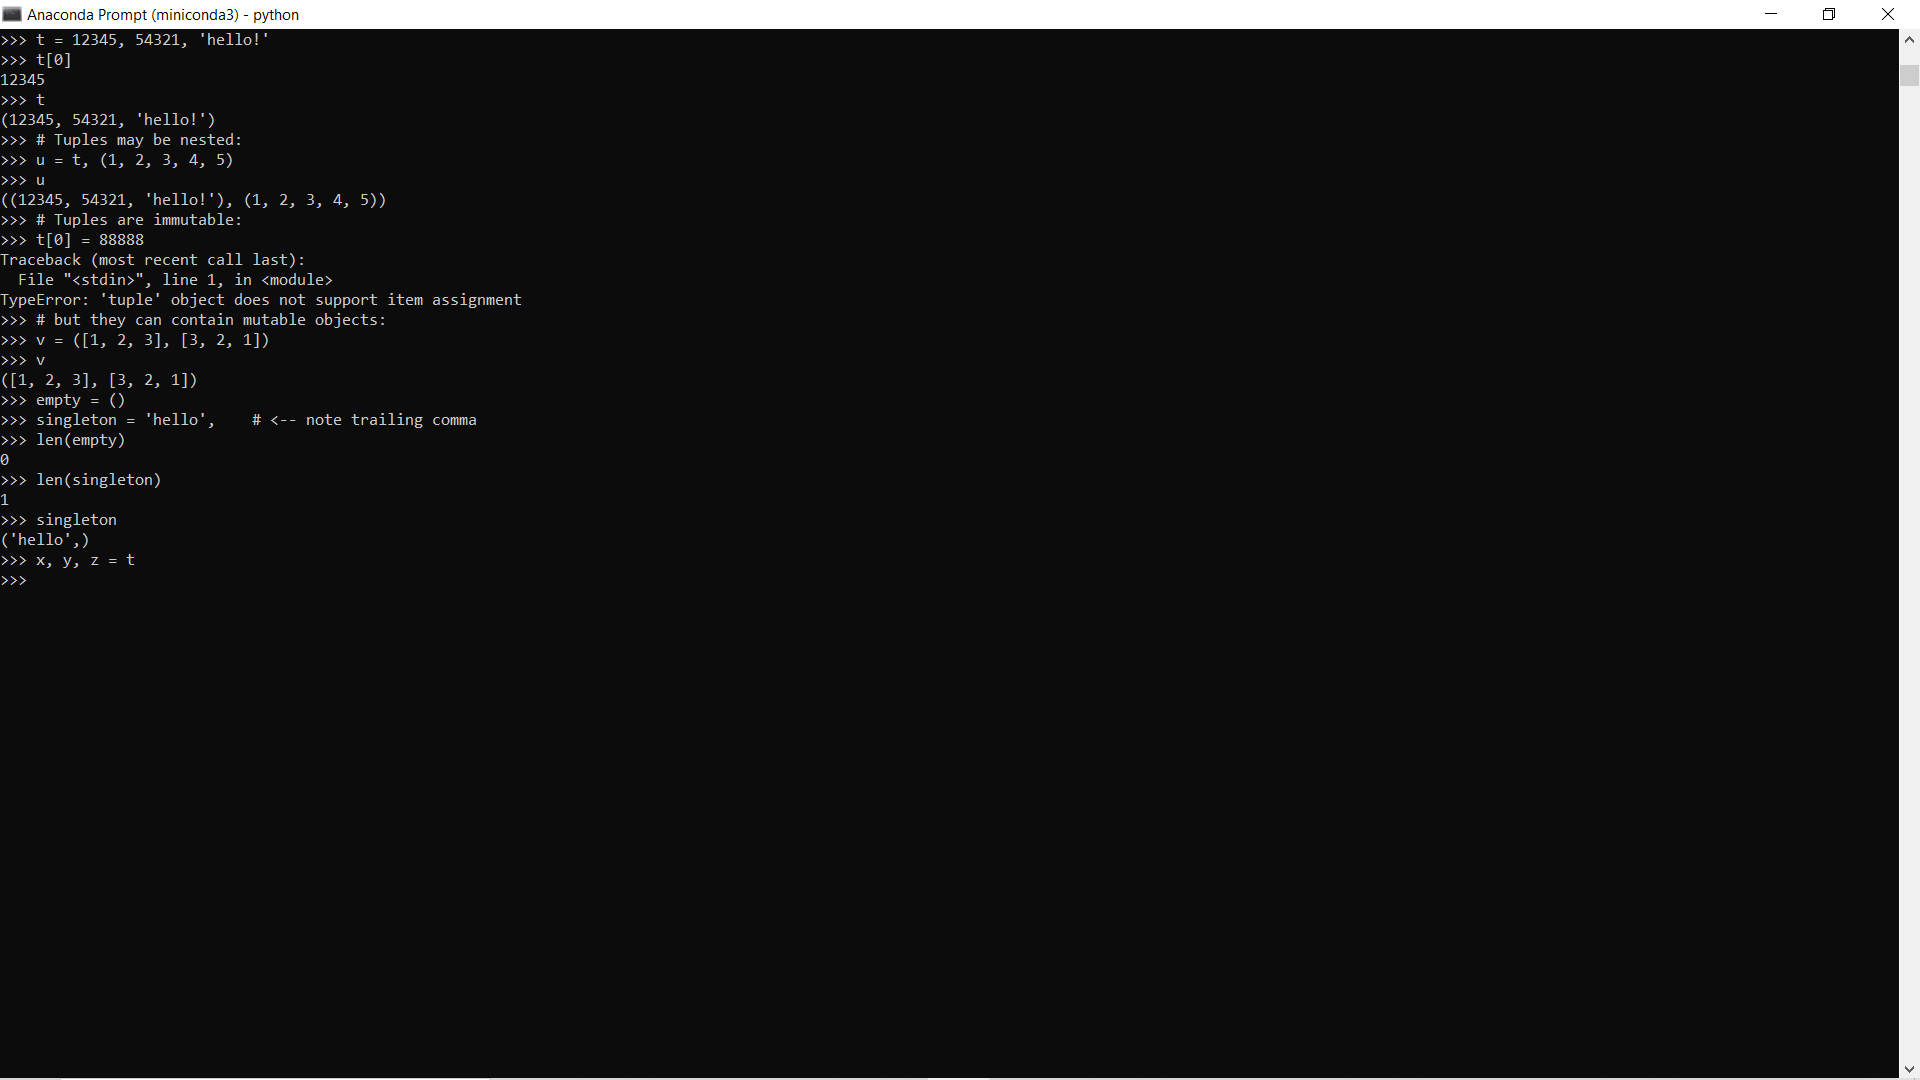 Anaconda Prompt (miniconda3) - python
>>> t = 12345, 54321, 'hello!'
>>> t[0]
12345
>>> t
(12345, 54321, 'hello!')
>>> # Tuples may be nested:
>>> u = t, (1, 2, 3, 4, 5)
>>> u
((12345, 54321, 'hello!'), (1, 2, 3, 4, 5))
>>> # Tuples are immutable:
>>> t[0] = 88888
Traceback (most recent call last):
  File "<stdin>", line 1, in <module>
TypeError: 'tuple' object does not support item assignment
>>> # but they can contain mutable objects:
>>> v = ([1, 2, 3], [3, 2, 1])
>>> v
([1, 2, 3], [3, 2, 1])
>>> empty = ()
>>> singleton = 'hello',    # <-- note trailing comma
>>> len(empty)
0
>>> len(singleton)
1
>>> singleton
('hello',)
>>> x, y, z = t
>>>